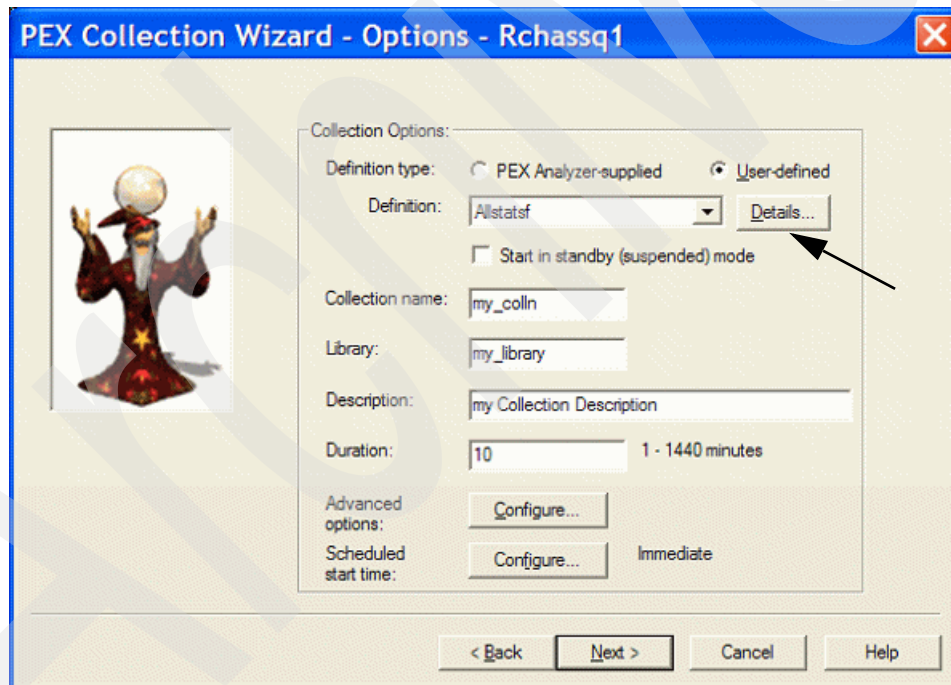 PEX Collection Wizard - Options - Rchassq1
Collection Options:
Definition type: PEX Analyzer-supplied User-defined
Definition: Allstatsf Details...
Start in standby (suspended) mode
Collection name: my_colln
Library: my_library
Description: my Collection Description
Duration: 10 1 - 1440 minutes
Advanced
options: Configure...
Scheduled
start time: Configure... Immediate
< Back Next > Cancel Help